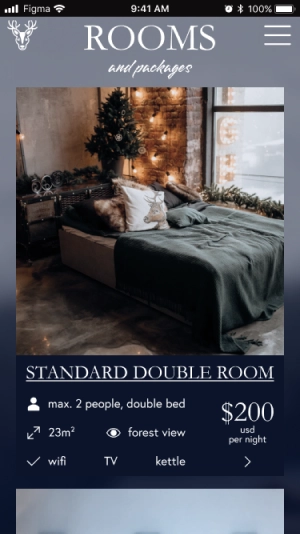 Figma 9:41 AM 100%
ROOMS
and packages
STANDARD DOUBLE ROOM
max. 2 people, double bed
$200
23m² forest view
usd
per night
wifi TV kettle